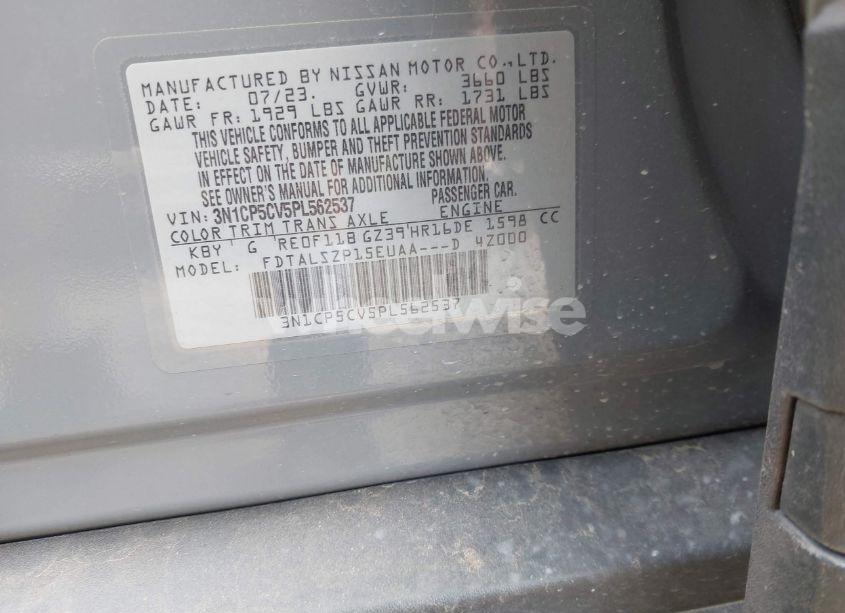 MANUFACTURED BY NISSAN MOTOR CO.,LTD.
DATE: 07/23. GVWR: 3660 LBS
GAWR FR: 1929 LBS GAWR RR: 1731 LBS
THIS VEHICLE CONFORMS TO ALL APPLICABLE FEDERAL MOTOR
VEHICLE SAFETY, BUMPER AND THEFT PREVENTION STANDARDS
IN EFFECT ON THE DATE OF MANUFACTURE SHOWN ABOVE.
SEE OWNER'S MANUAL FOR ADDITIONAL INFORMATION.
VIN: 3N1CP5CV5PL562537 PASSENGER CAR.
COLOR TRIM TRANS AXLE ENGINE
KBY G RE0F11B GZ39 HR16DE 1598 CC
MODEL: FDTALSZP15EUAA---D 4Z000
3N1CP5CV5PL562537
wheelwise